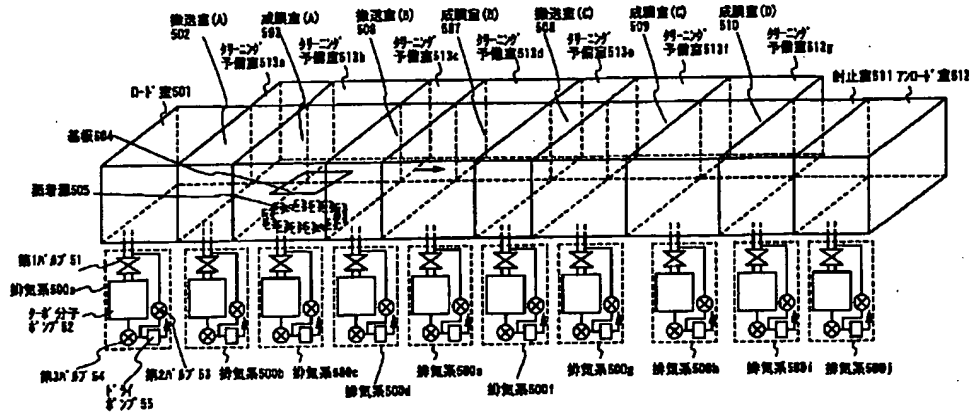 搬送室(A)
502
成膜室(A)
503
搬送室(B)
506
成膜室(B)
507
搬送室(C)
508
成膜室(C)
509
成膜室(D)
510
クリーニング
予備室513a
クリーニング
予備室513b
クリーニング
予備室513c
クリーニング
予備室513d
クリーニング
予備室513e
クリーニング
予備室513f
クリーニング
予備室513g
ロード室501
封止室511 アンロード室512
基板504
蒸着源505
第1バルブ51
排気系500a
ターボ分子
ポンプ52
第3バルブ54
ドライ
ポンプ55
第2バルブ53
排気系500b
排気系500c
排気系500d
排気系500e
排気系500f
排気系500g
排気系500h
排気系500i
排気系500j